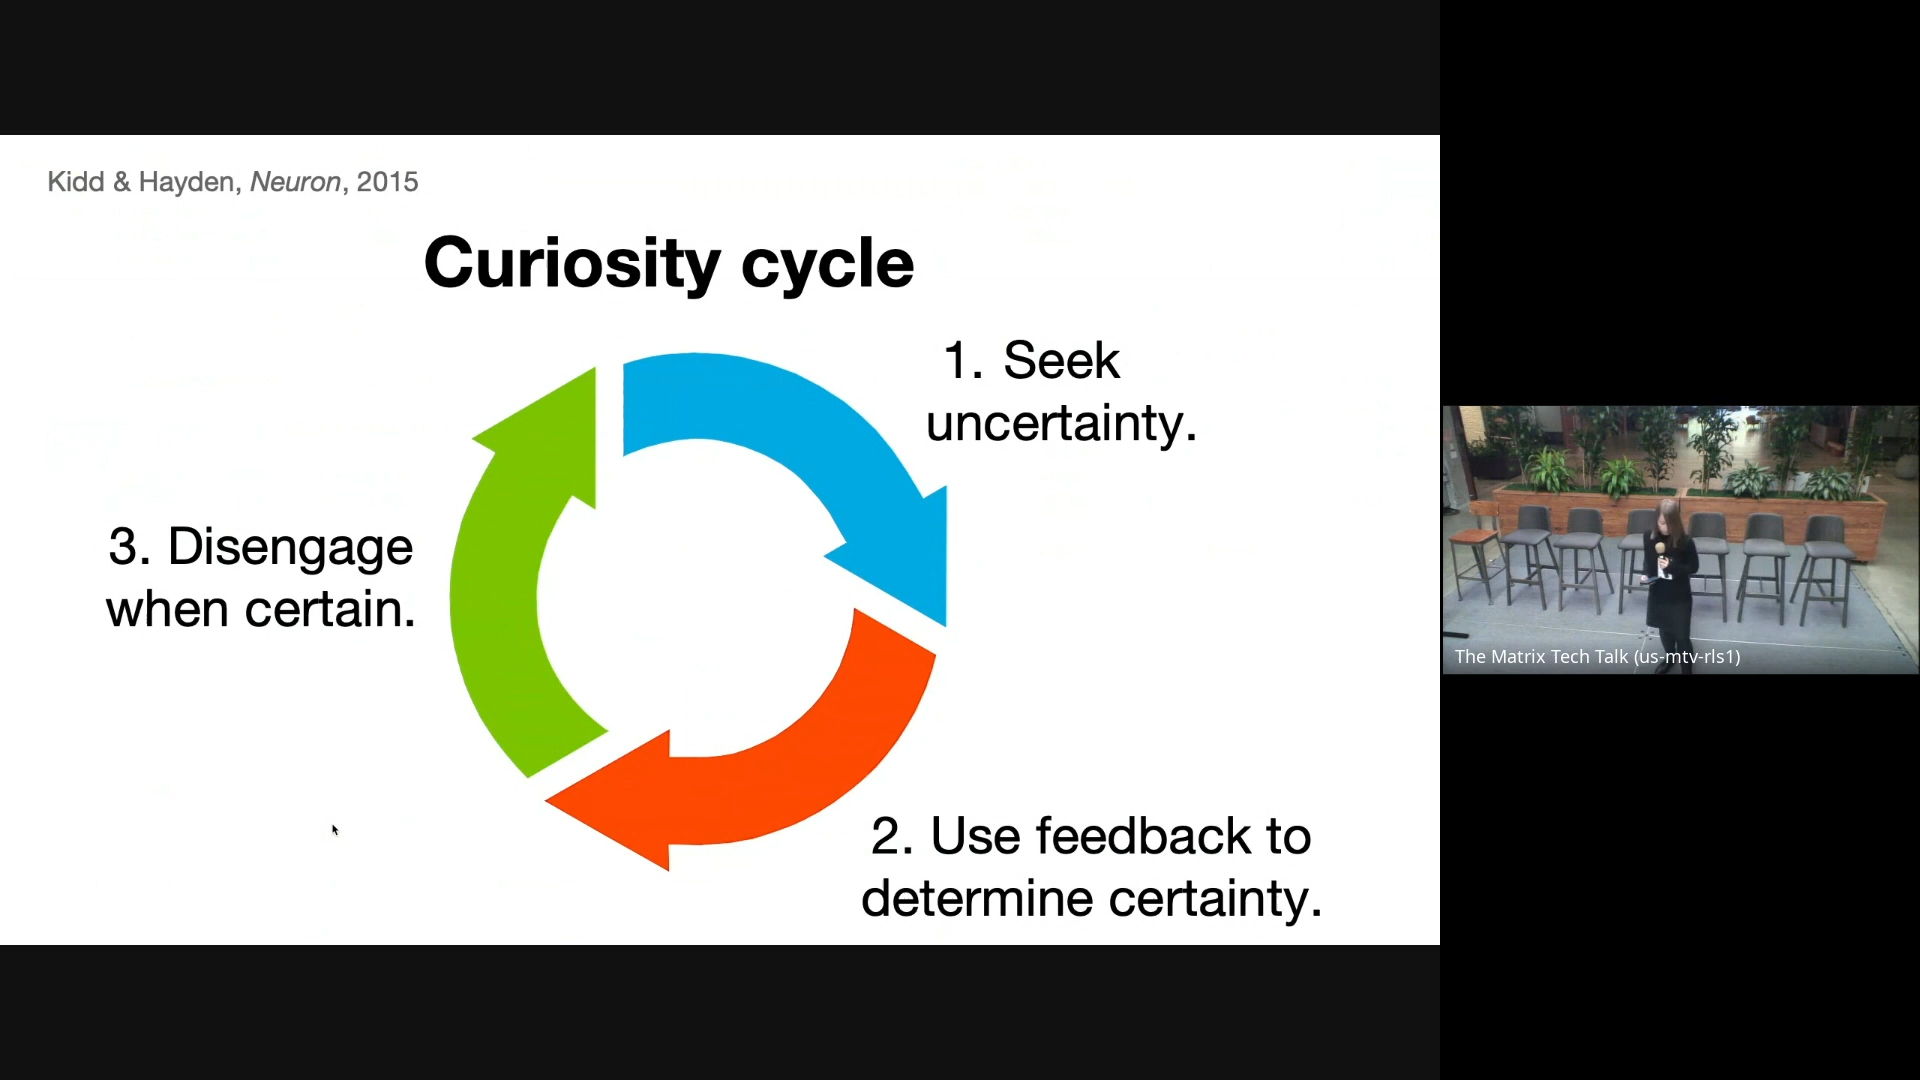 Kidd & Hayden, Neuron, 2015
Curiosity cycle
1. Seek
uncertainty.
2. Use feedback to
determine certainty.
3. Disengage
when certain.
The Matrix Tech Talk (us-mtv-rls1)